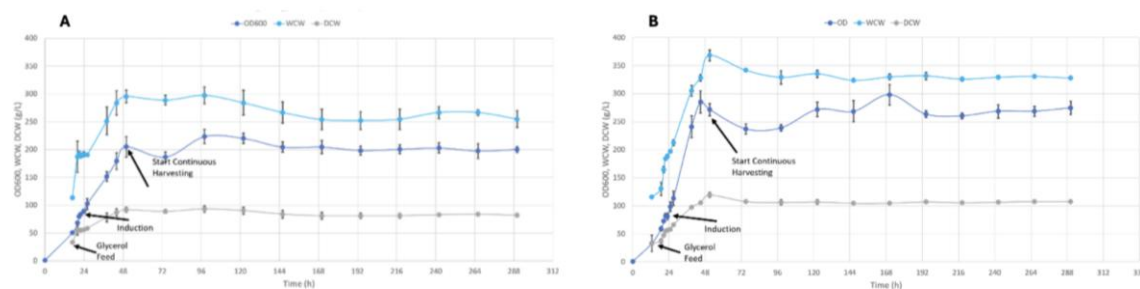 A
OD600 WCW DCW
400
350
300
250
200
150
100
50
0
OD600, WCW, DCW (g/L)
Start Continuous
Harvesting
Induction
Glycerol
Feed
0 24 48 72 96 120 144 168 192 216 240 264 288 312
Time (h)
B
OD WCW DCW
400
350
300
250
200
150
100
50
0
OD600, WCW, DCW (g/L)
Start Continuous
Harvesting
Induction
Glycerol
Feed
0 24 48 72 96 120 144 168 192 216 240 264 288 312
Time (h)